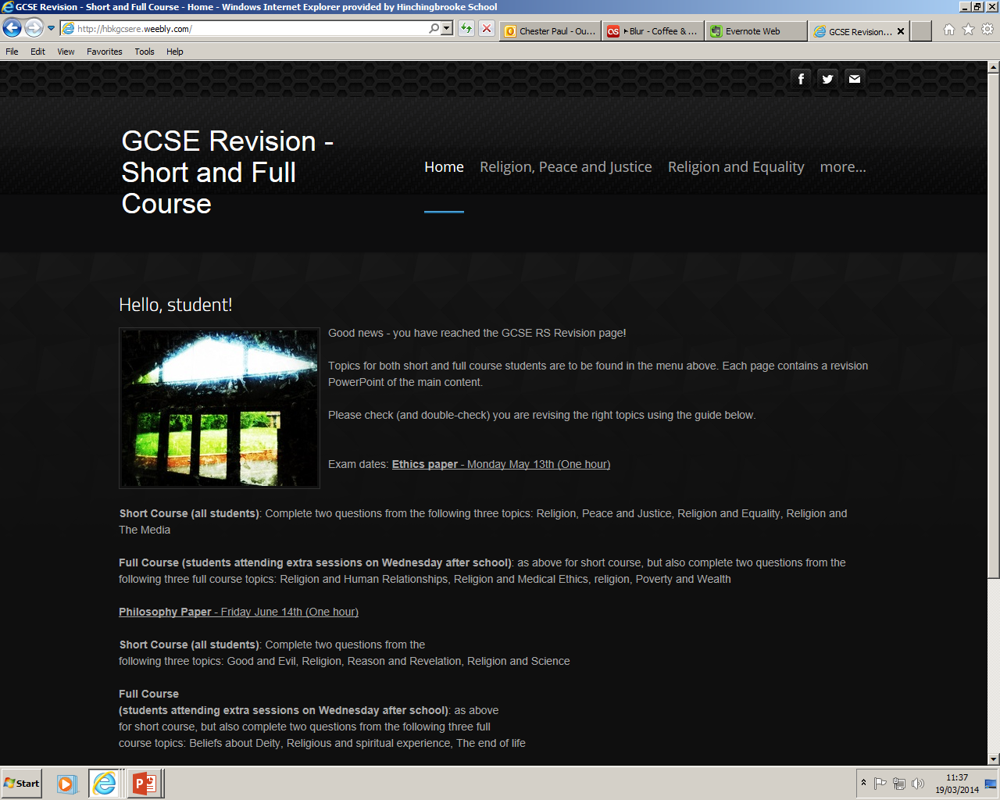 GCSE Revision - Short and Full Course - Home - Windows Internet Explorer provided by Hinchingbrooke School
http://hbkgcsere.weebly.com/
Chester Paul - Ou...
Blur - Coffee & ...
Evernote Web
GCSE Revision...
File Edit View Favorites Tools Help
GCSE Revision -
Short and Full
Course
Home Religion, Peace and Justice Religion and Equality more...
Hello, student!
Good news - you have reached the GCSE RS Revision page!
Topics for both short and full course students are to be found in the menu above. Each page contains a revision
PowerPoint of the main content.
Please check (and double-check) you are revising the right topics using the guide below.
Exam dates: Ethics paper - Monday May 13th (One hour)
Short Course (all students): Complete two questions from the following three topics: Religion, Peace and Justice, Religion and Equality, Religion and
The Media
Full Course (students attending extra sessions on Wednesday after school): as above for short course, but also complete two questions from the
following three full course topics: Religion and Human Relationships, Religion and Medical Ethics, religion, Poverty and Wealth
Philosophy Paper - Friday June 14th (One hour)
Short Course (all students): Complete two questions from the
following three topics: Good and Evil, Religion, Reason and Revelation, Religion and Science
Full Course
(students attending extra sessions on Wednesday after school): as above
for short course, but also complete two questions from the following three full
course topics: Beliefs about Deity, Religious and spiritual experience, The end of life
Start
11:37
19/03/2014